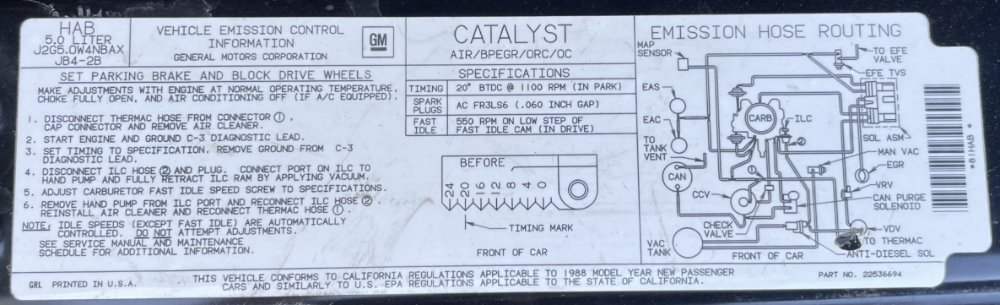 HAB
5.0 LITER
J2G5.0W4NBAX
JB4-2B
VEHICLE EMISSION CONTROL
INFORMATION
GENERAL MOTORS CORPORATION
GM
CATALYST
AIR/BPEGR/ORC/OC
SET PARKING BRAKE AND BLOCK DRIVE WHEELS
MAKE ADJUSTMENTS WITH ENGINE AT NORMAL OPERATING TEMPERATURE,
CHOKE FULLY OPEN, AND AIR CONDITIONING OFF (IF A/C EQUIPPED).
1. DISCONNECT THERMAC HOSE FROM CONNECTOR ①,
CAP CONNECTOR AND REMOVE AIR CLEANER.
2. START ENGINE AND GROUND C-3 DIAGNOSTIC LEAD.
3. SET TIMING TO SPECIFICATION. REMOVE GROUND FROM C-3
DIAGNOSTIC LEAD.
4. DISCONNECT ILC HOSE ② AND PLUG. CONNECT PORT ON ILC TO
HAND PUMP AND FULLY RETRACT ILC RAM BY APPLYING VACUUM.
5. ADJUST CARBURETOR FAST IDLE SPEED SCREW TO SPECIFICATIONS.
6. REMOVE HAND PUMP FROM ILC PORT AND RECONNECT ILC HOSE ②.
REINSTALL AIR CLEANER AND RECONNECT THERMAC HOSE ①.
NOTE: IDLE SPEEDS (EXCEPT FAST IDLE) ARE AUTOMATICALLY
CONTROLLED. DO NOT ATTEMPT ADJUSTMENTS.
SEE SERVICE MANUAL AND MAINTENANCE
SCHEDULE FOR ADDITIONAL INFORMATION.
SPECIFICATIONS
TIMING 20° BTDC @ 1100 RPM (IN PARK)
SPARK PLUGS AC FR3LS6 (.060 INCH GAP)
FAST IDLE 550 RPM ON LOW STEP OF
FAST IDLE CAM (IN DRIVE)
BEFORE
24 20 16 12 8 4 0
TIMING MARK
FRONT OF CAR
EMISSION HOSE ROUTING
MAP
SENSOR
TO EFE
VALVE
EFE TVS
EAS
EAC
CARB
ILC
SOL ASM
TO
TANK
VENT
MAN VAC
EGR
CAN
VRV
CCV
CAN PURGE
SOLENOID
CHECK
VALVE
VDV
TO THERMAC
VAC
TANK
FRONT OF CAR
ANTI-DIESEL SOL
*81HAB *
GRL PRINTED IN U.S.A.
THIS VEHICLE CONFORMS TO CALIFORNIA REGULATIONS APPLICABLE TO 1988 MODEL YEAR NEW PASSENGER
CARS AND SIMILARLY TO U.S. EPA REGULATIONS APPLICABLE TO THE STATE OF CALIFORNIA.
PART NO. 22536694